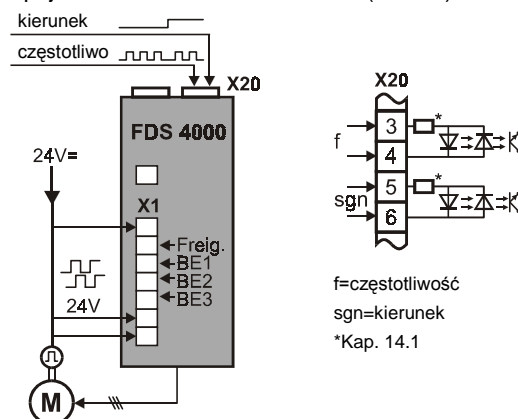 kierunek
częstotliwo
X20
FDS 4000
24V=
X1
Freig.
BE1
BE2
BE3
24V
M
X20
f
3
*
4
sgn
5
*
6
f=częstotliwość
sgn=kierunek
*Kap. 14.1